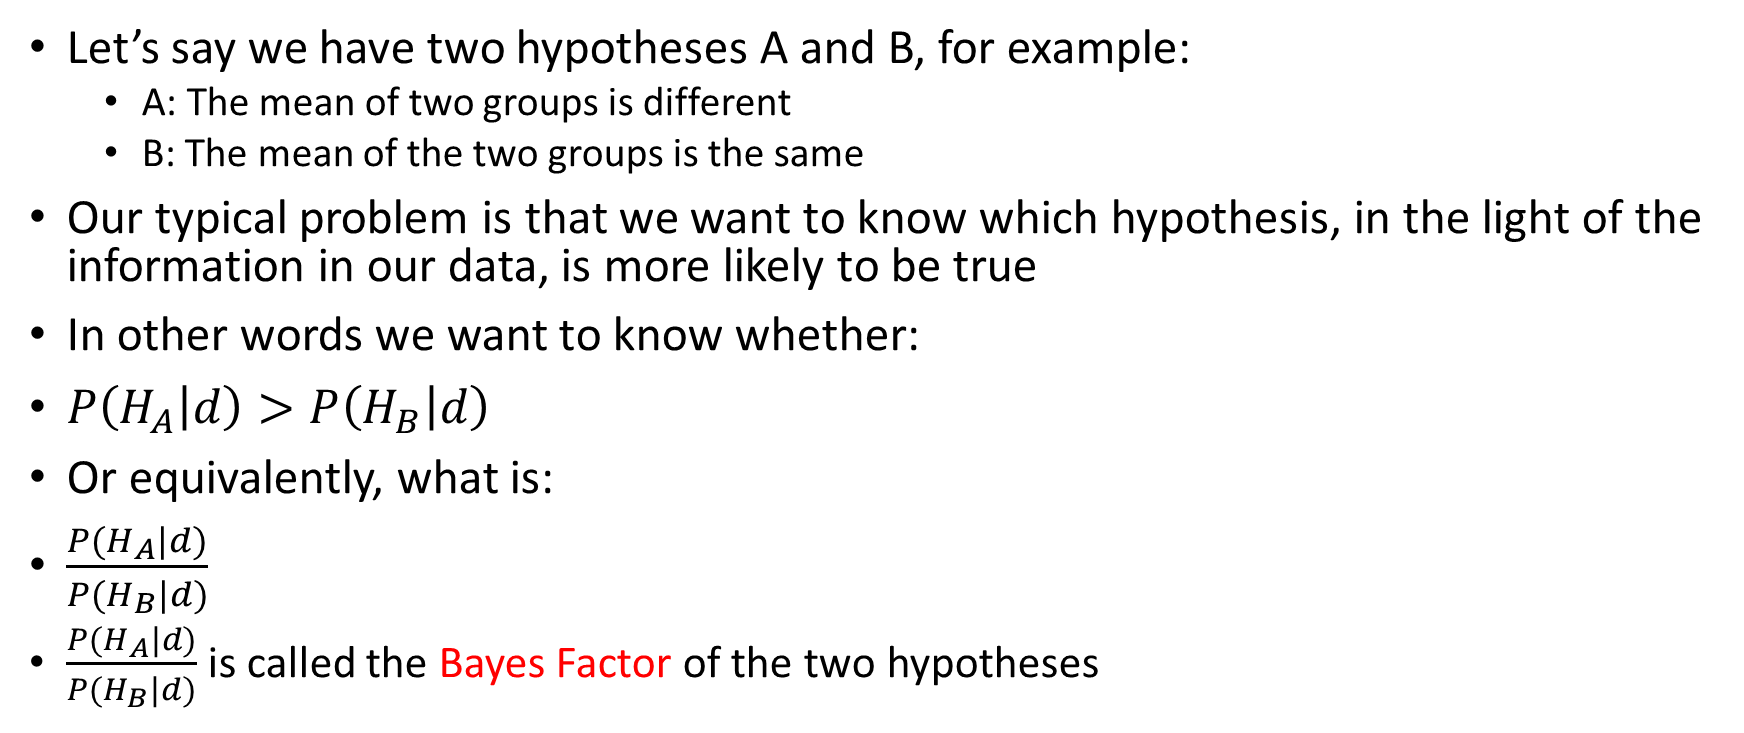 • Let’s say we have two hypotheses A and B, for example:
• A: The mean of two groups is different
• B: The mean of the two groups is the same
• Our typical problem is that we want to know which hypothesis, in the light of the
information in our data, is more likely to be true
• In other words we want to know whether:
• P(H_A|d) > P(H_B|d)
• Or equivalently, what is:
• P(H_A|d) / P(H_B|d)
• P(H_A|d) / P(H_B|d) is called the Bayes Factor of the two hypotheses